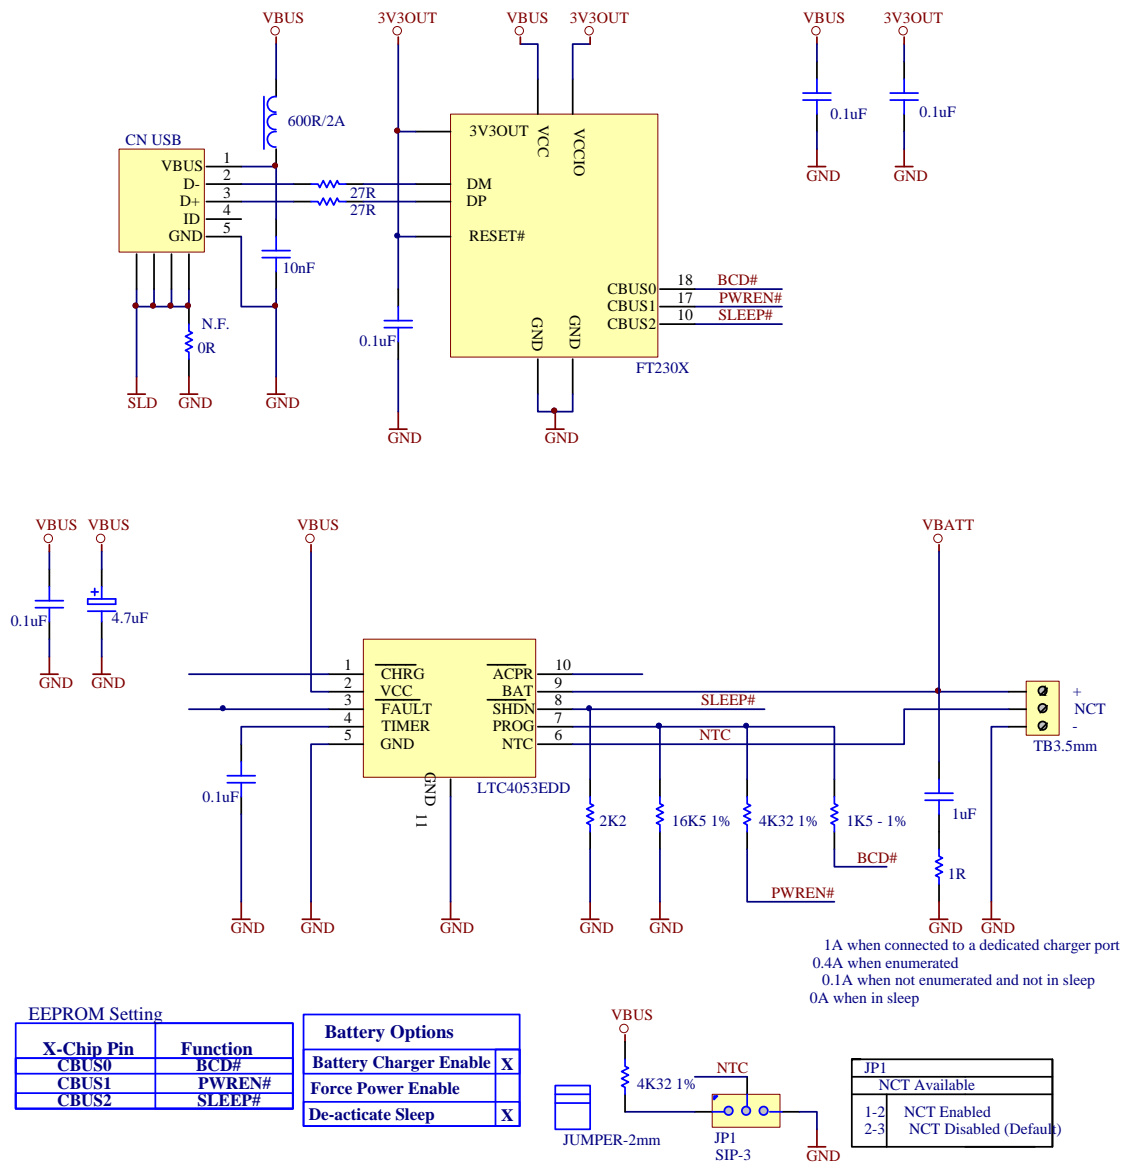 VBUS
3V3OUT
VBUS
3V3OUT
VBUS
3V3OUT
600R/2A
0.1uF
0.1uF
GND
GND
CN USB
VBUS 1
D- 2
D+ 3
ID 4
GND 5
27R
27R
10nF
N.F.
0R
0.1uF
SLD
GND
GND
GND
3V3OUT
VCC
VCCIO
DM
DP
RESET#
CBUS0 18 BCD#
CBUS1 17 PWREN#
CBUS2 10 SLEEP#
GND
GND
FT230X
GND
VBUS
VBUS
VBUS
VBATT
0.1uF
4.7uF
GND
GND
1 CHRG
2 VCC
3 FAULT
4 TIMER
5 GND
ACPR 10
BAT 9
SHDN 8
PROG 7
NTC 6
GND
11
LTC4053EDD
SLEEP#
NTC
+
NCT
-
TB3.5mm
0.1uF
2K2
16K5 1%
4K32 1%
1K5 - 1%
1uF
1R
BCD#
PWREN#
GND
GND
GND
GND
GND
GND
GND
1A when connected to a dedicated charger port
0.4A when enumerated
0.1A when not enumerated and not in sleep
0A when in sleep
EEPROM Setting
X-Chip Pin Function
CBUS0 BCD#
CBUS1 PWREN#
CBUS2 SLEEP#
Battery Options
Battery Charger Enable X
Force Power Enable
De-acticate Sleep X
JUMPER-2mm
VBUS
4K32 1%
NTC
JP1
SIP-3
GND
JP1
NCT Available
1-2 NCT Enabled
2-3 NCT Disabled (Default)